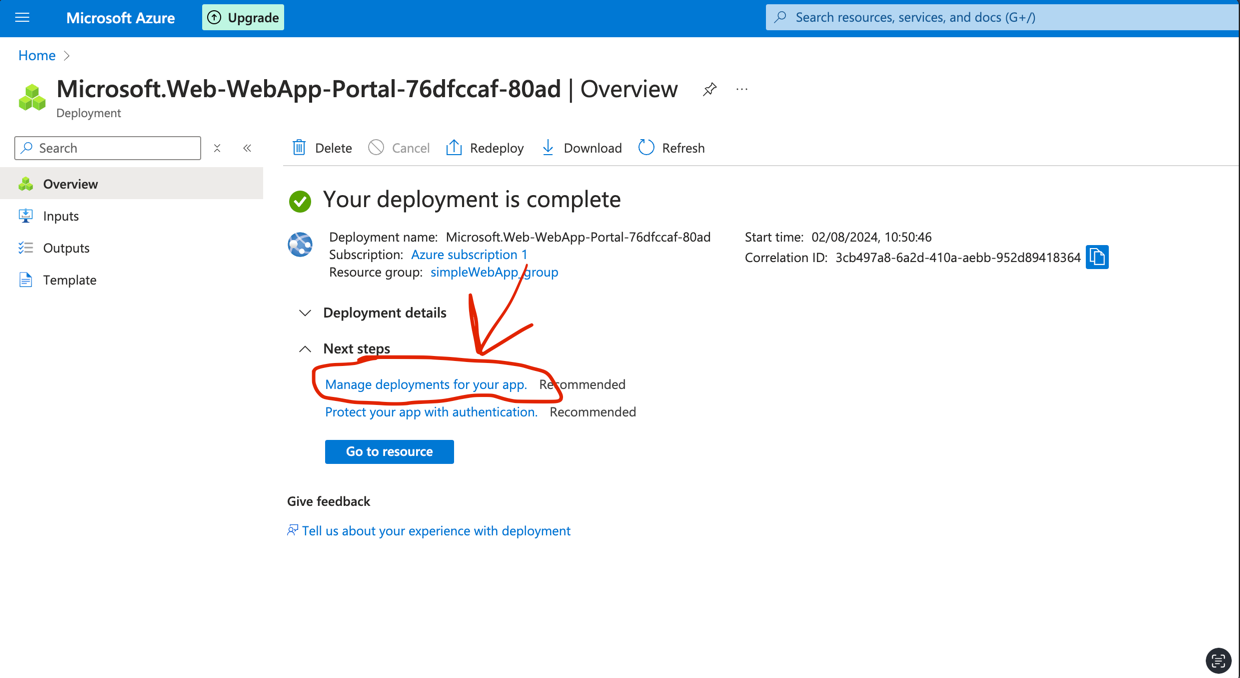 Microsoft Azure
Upgrade
Search resources, services, and docs (G+/)
Home
Microsoft.Web-WebApp-Portal-76dfccaf-80ad | Overview
Deployment
Search
Delete
Cancel
Redeploy
Download
Refresh
Overview
Inputs
Outputs
Template
Your deployment is complete
Deployment name: Microsoft.Web-WebApp-Portal-76dfccaf-80ad
Subscription: Azure subscription 1
Resource group: simpleWebApp_group
Start time: 02/08/2024, 10:50:46
Correlation ID: 3cb497a8-6a2d-410a-aebb-952d89418364
Deployment details
Next steps
Manage deployments for your app. Recommended
Protect your app with authentication. Recommended
Go to resource
Give feedback
Tell us about your experience with deployment